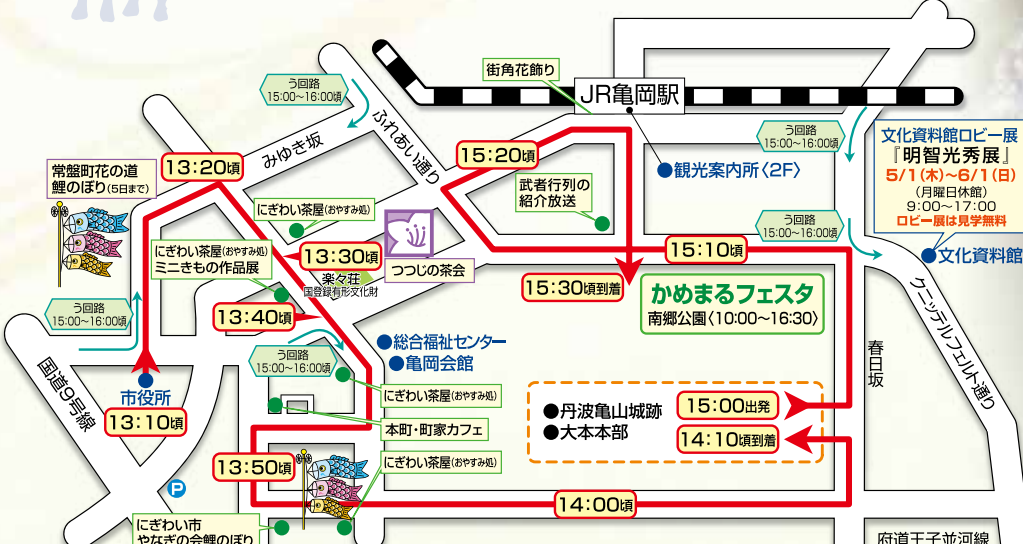 う回路
15:00～16:00頃
街角花飾り
JR亀岡駅
う回路
15:00～16:00頃
文化資料館ロビー展
『明智光秀展』
5/1(木)～6/1(日)
(月曜日休館)
9:00～17:00
ロビー展は見学無料
文化資料館
常盤町花の道
鯉のぼり(5日まで)
13:20頃
みゆき坂
ふれあい通り
15:20頃
観光案内所〈2F〉
武者行列の
紹介放送
にぎわい茶屋(おやすみ処)
つつじの茶会
う回路
15:00～16:00頃
15:10頃
にぎわい茶屋(おやすみ処)
ミニきもの作品展
13:30頃
楽々荘
国登録有形文化財
15:30頃到着
かめまるフェスタ
南郷公園〈10:00～16:30〉
う回路
15:00～16:00頃
13:40頃
クニッテルフェルト通り
春日坂
国道9号線
市役所
13:10頃
う回路
15:00～16:00頃
総合福祉センター
亀岡会館
にぎわい茶屋(おやすみ処)
本町・町家カフェ
にぎわい茶屋(おやすみ処)
丹波亀山城跡
大本本部
15:00出発
14:10頃到着
13:50頃
P
14:00頃
にぎわい市
やなぎの会鯉のぼり
府道王子並河線